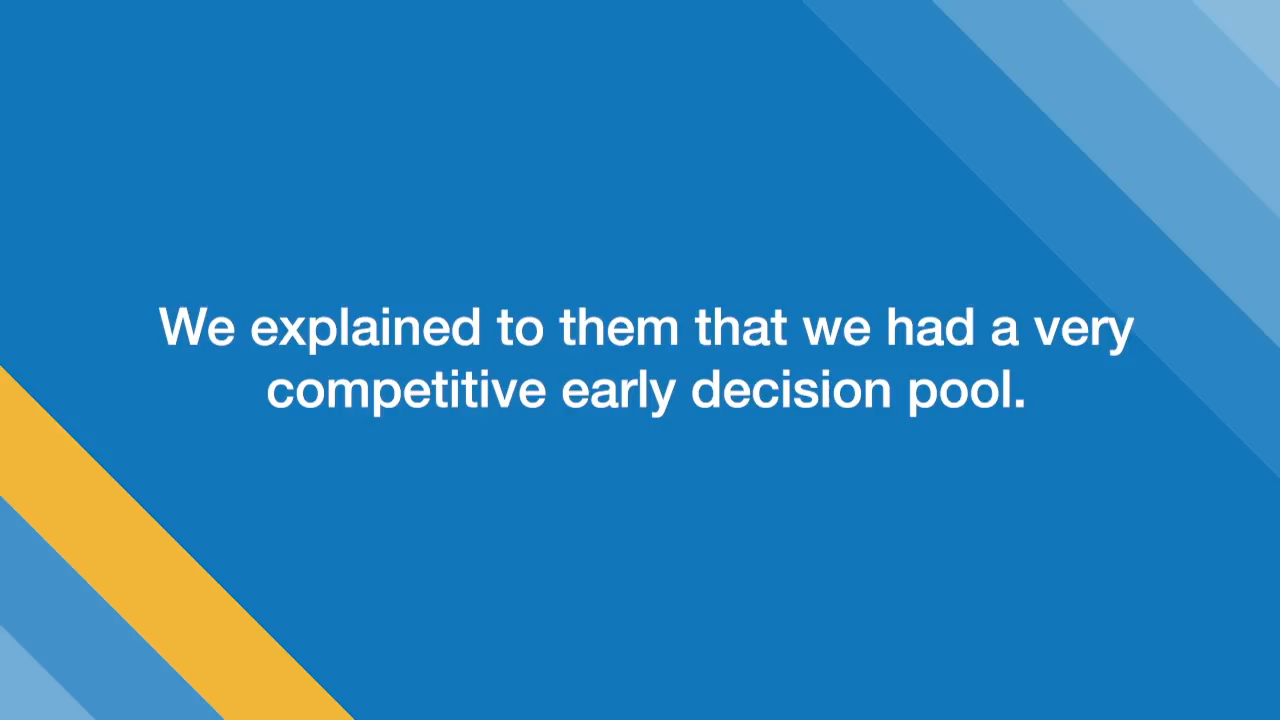 We explained to them that we had a very
competitive early decision pool.